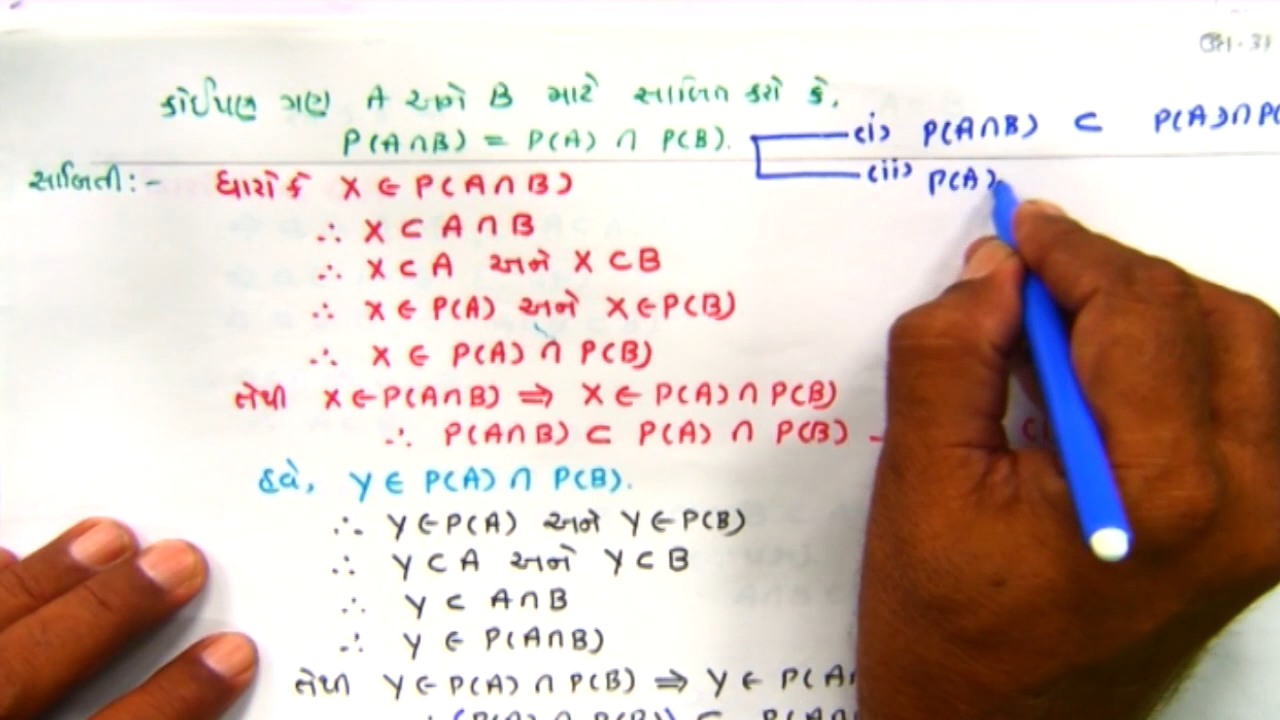 કોઈપણ ગણ A અને B માટે સાબિત કરો કે,
P(A∩B) = P(A) ∩ P(B).
(i) P(A∩B) ⊂ P(A)∩P(
(ii) P(A)
સાબિતી:- ધારો કે X ∈ P(A∩B)
∴ X ⊂ A ∩ B
∴ X ⊂ A અને X ⊂ B
∴ X ∈ P(A) અને X ∈ P(B)
∴ X ∈ P(A) ∩ P(B)
તેથી X ∈ P(A∩B) ⇒ X ∈ P(A) ∩ P(B)
∴ P(A∩B) ⊂ P(A) ∩ P(B) -
હવે, Y ∈ P(A) ∩ P(B).
∴ Y ∈ P(A) અને Y ∈ P(B)
∴ Y ⊂ A અને Y ⊂ B
∴ Y ⊂ A∩B
∴ Y ∈ P(A∩B)
તેથી Y ∈ P(A) ∩ P(B) ⇒ Y ∈ P(A∩